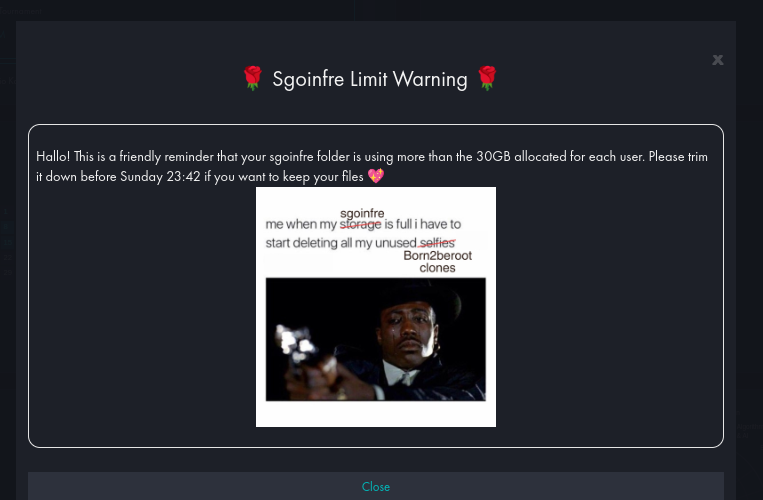 🌹 Sgoinfre Limit Warning 🌹
x
Hallo! This is a friendly reminder that your sgoinfre folder is using more than the 30GB allocated for each user. Please trim
it down before Sunday 23:42 if you want to keep your files 💖
sgoinfre
me when my storage is full i have to
start deleting all my unused selfies
Born2beroot
clones
Close